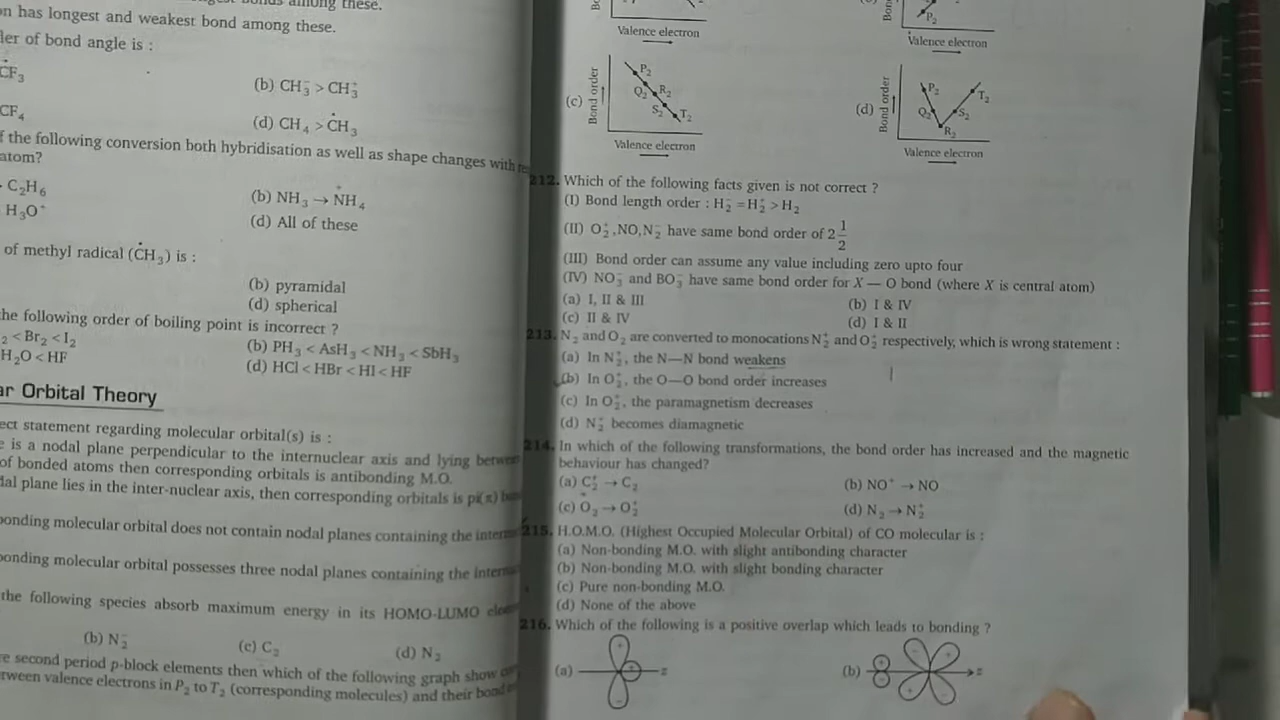 these.
n has longest and weakest bond among these.
ler of bond angle is :
ĊF₃
(b) CH₃⁻ > CH₃⁺
CF₄
(d) CH₄ > ĊH₃
f the following conversion both hybridisation as well as shape changes with
atom?
C₂H₆
(b) NH₃ → N⁺H₄
H₃O⁺
(d) All of these
of methyl radical (ĊH₃) is :
(b) pyramidal
(d) spherical
he following order of boiling point is incorrect ?
₂ < Br₂ < I₂
(b) PH₃ < AsH₃ < NH₃ < SbH₃
H₂O < HF
(d) HCl < HBr < HI < HF
ar Orbital Theory
ect statement regarding molecular orbital(s) is :
e is a nodal plane perpendicular to the internuclear axis and lying
of bonded atoms then corresponding orbitals is antibonding M.O.
dal plane lies in the inter-nuclear axis, then corresponding orbitals is pi(π)
onding molecular orbital does not contain nodal planes containing the
onding molecular orbital possesses three nodal planes containing the
the following species absorb maximum energy in its HOMO-LUMO
(b) N₂⁻
(c) C₂
(d) N₂
e second period p-block elements then which of the following graph show
tween valence electrons in P₂ to T₂ (corresponding molecules) and their bond
Valence electron
P₂
Valence electron
(c)
Bond order
P₂
Q₂
R₂
S₂
T₂
Valence electron
(d)
Bond order
P₂
Q₂
R₂
S₂
T₂
Valence electron
212. Which of the following facts given is not correct ?
(I) Bond length order : H₂⁻ = H₂⁺ > H₂
(II) O₂⁺, NO, N₂⁻ have same bond order of 2 1/2
(III) Bond order can assume any value including zero upto four
(IV) NO₃⁻ and BO₃⁻ have same bond order for X — O bond (where X is central atom)
(a) I, II & III
(b) I & IV
(c) II & IV
(d) I & II
213. N₂ and O₂ are converted to monocations N₂⁺ and O₂⁺ respectively, which is wrong statement :
(a) In N₂⁺, the N—N bond weakens
(b) In O₂⁺, the O—O bond order increases
(c) In O₂⁺, the paramagnetism decreases
(d) N₂⁺ becomes diamagnetic
214. In which of the following transformations, the bond order has increased and the magnetic
behaviour has changed?
(a) C₂⁺ → C₂
(b) NO⁺ → NO
(c) O₂ → O₂⁺
(d) N₂ → N₂⁺
215. H.O.M.O. (Highest Occupied Molecular Orbital) of CO molecular is :
(a) Non-bonding M.O. with slight antibonding character
(b) Non-bonding M.O. with slight bonding character
(c) Pure non-bonding M.O.
(d) None of the above
216. Which of the following is a positive overlap which leads to bonding ?
(a)
z
(b)
z